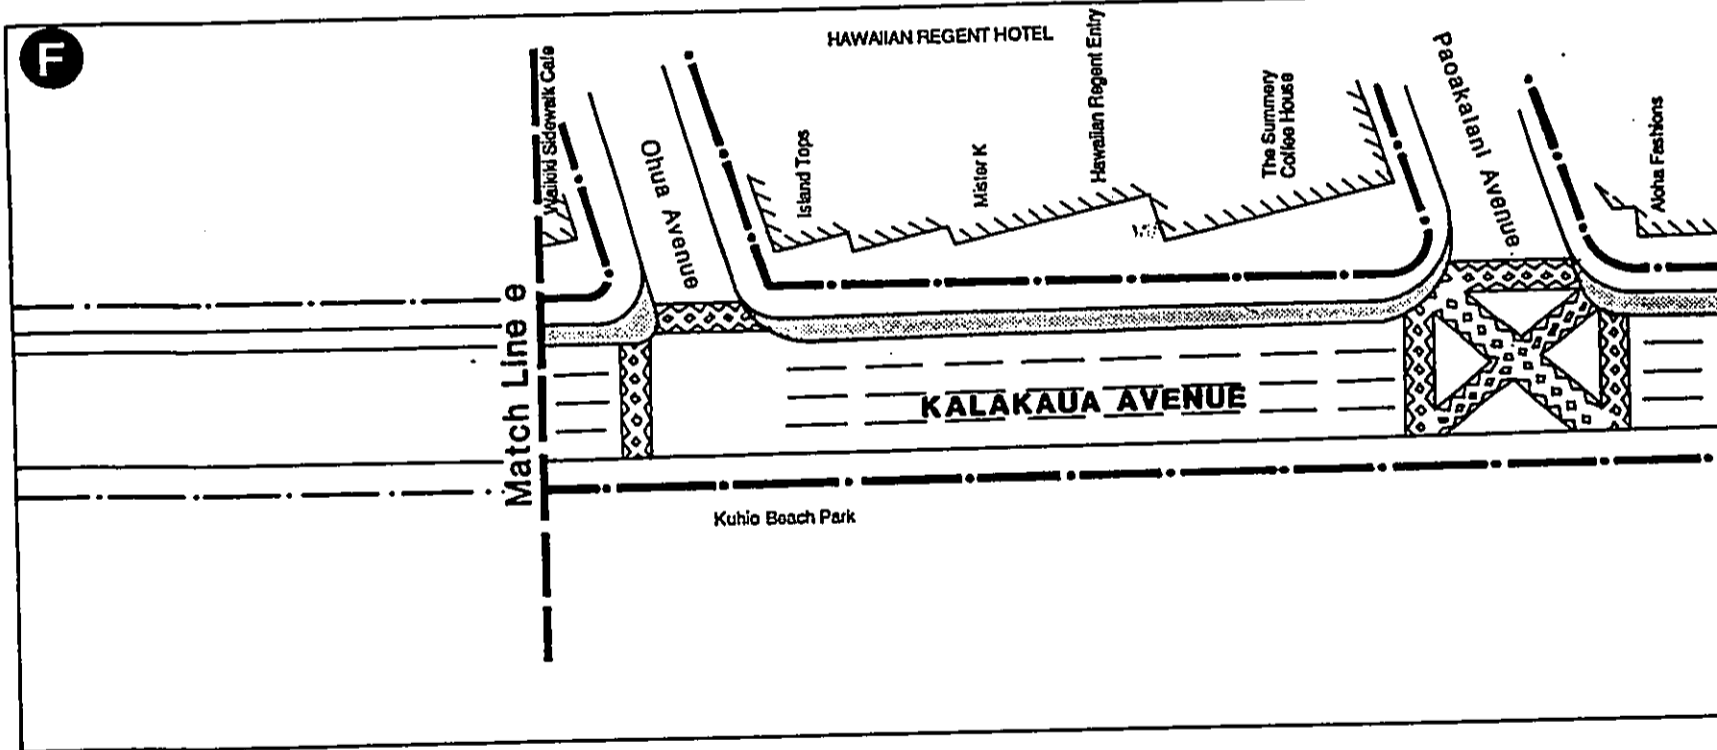 F
HAWAIIAN REGENT HOTEL
Waikiki Sidewalk Cafe
Ohua Avenue
Island Tops
Mister K
Hawaiian Regent Entry
The Summery
Coffee House
Paoakalani Avenue
Aloha Fashions
Match Line e
KALAKAUA AVENUE
Kuhio Beach Park